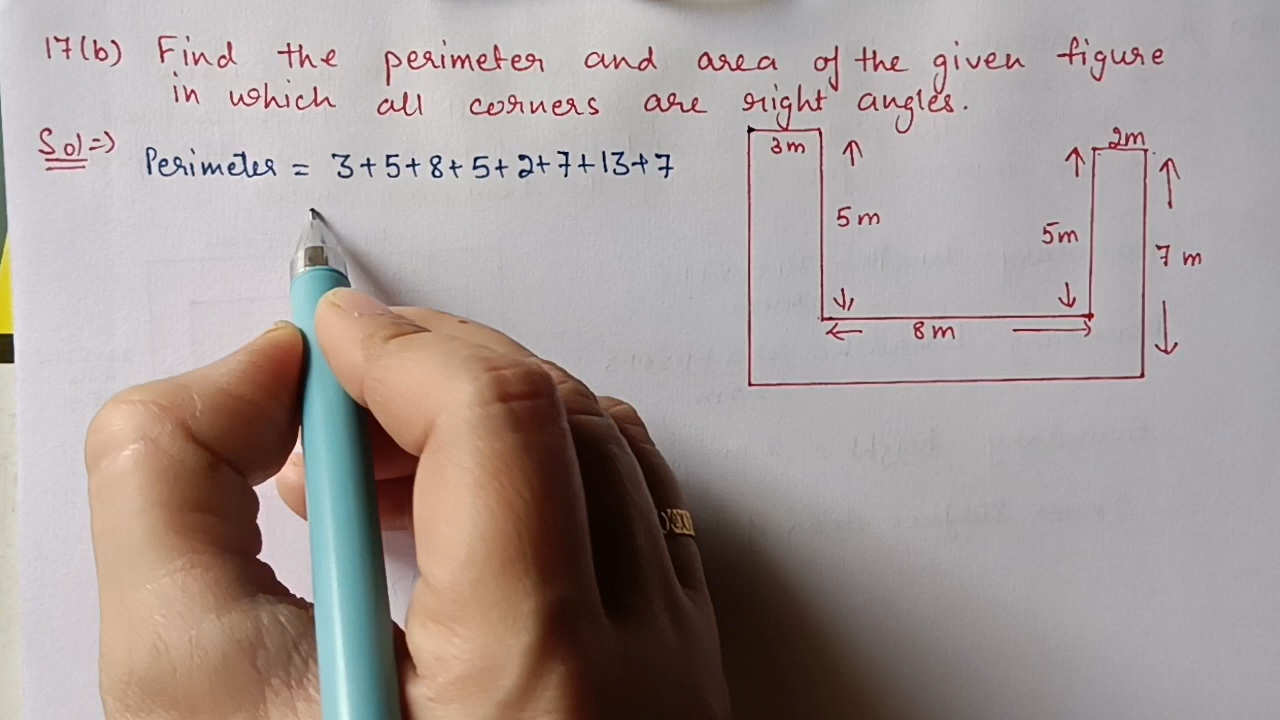 17(b) Find the perimeter and area of the given figure
in which all corners are right angles.
Sol⇒
Perimeter = 3+5+8+5+2+7+13+7
3m
2m
5m
5m
7 m
8m